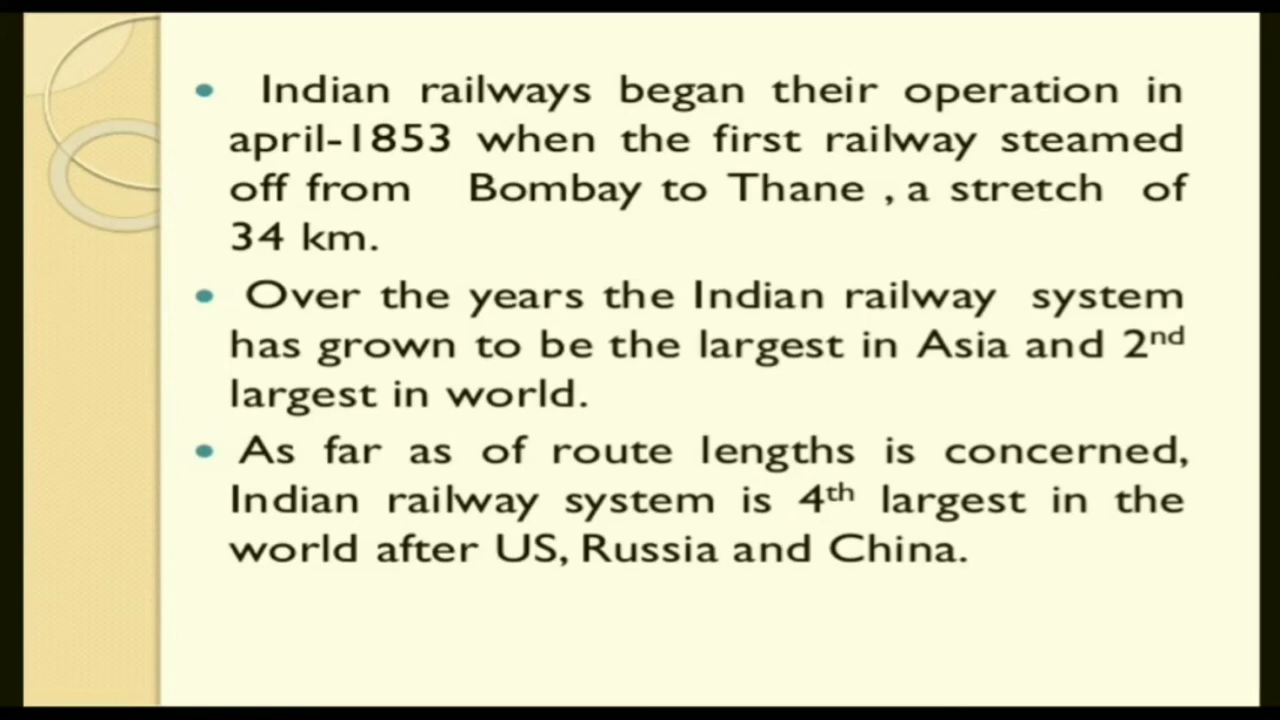 • Indian railways began their operation in
april-1853 when the first railway steamed
off from Bombay to Thane , a stretch of
34 km.
• Over the years the Indian railway system
has grown to be the largest in Asia and 2nd
largest in world.
• As far as of route lengths is concerned,
Indian railway system is 4th largest in the
world after US, Russia and China.